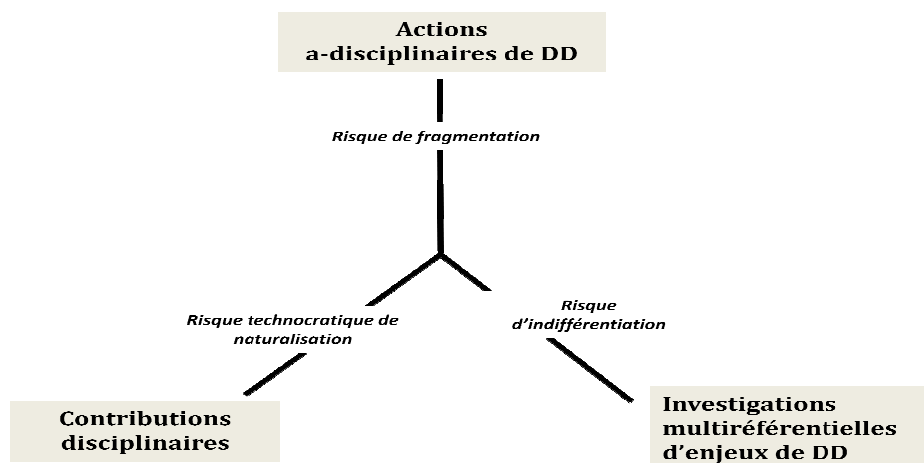 Actions
a-disciplinaires de DD
Risque de fragmentation
Risque technocratique de
naturalisation
Risque
d'indifférentiation
Contributions
disciplinaires
Investigations
multiréférentielles
d'enjeux de DD